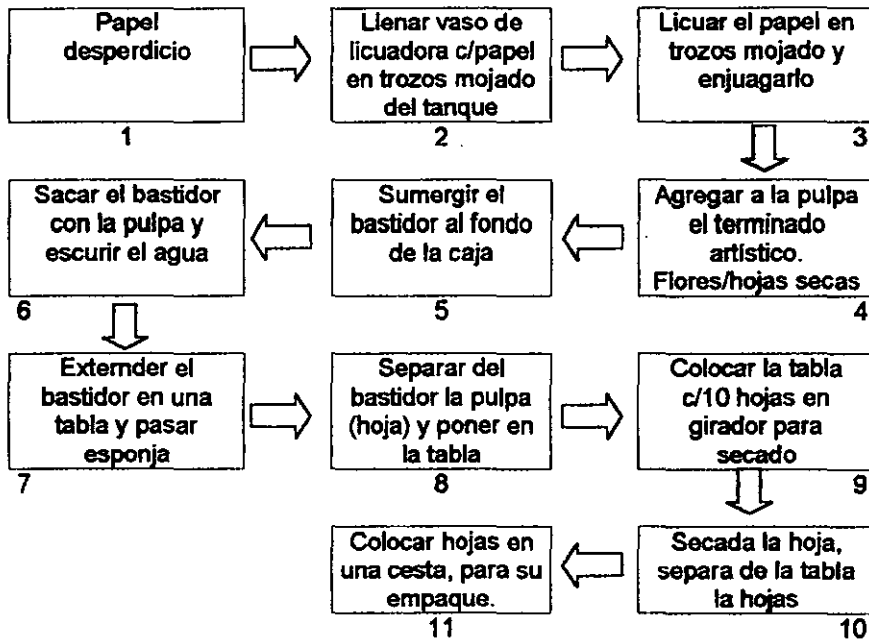 Papel
desperdicio
1
Llenar vaso de
licuadora c/papel
en trozos mojado
del tanque
2
Licuar el papel en
trozos mojado y
enjuagarlo
3
Agregar a la pulpa
el terminado
artístico.
Flores/hojas secas
4
Sumergir el
bastidor al fondo
de la caja
5
Sacar el bastidor
con la pulpa y
escurir el agua
6
Externder el
bastidor en una
tabla y pasar
esponja
7
Separar del
bastidor la pulpa
(hoja) y poner en
la tabla
8
Colocar la tabla
c/10 hojas en
girador para
secado
9
Secada la hoja,
separa de la tabla
la hojas
10
Colocar hojas en
una cesta, para su
empaque.
11